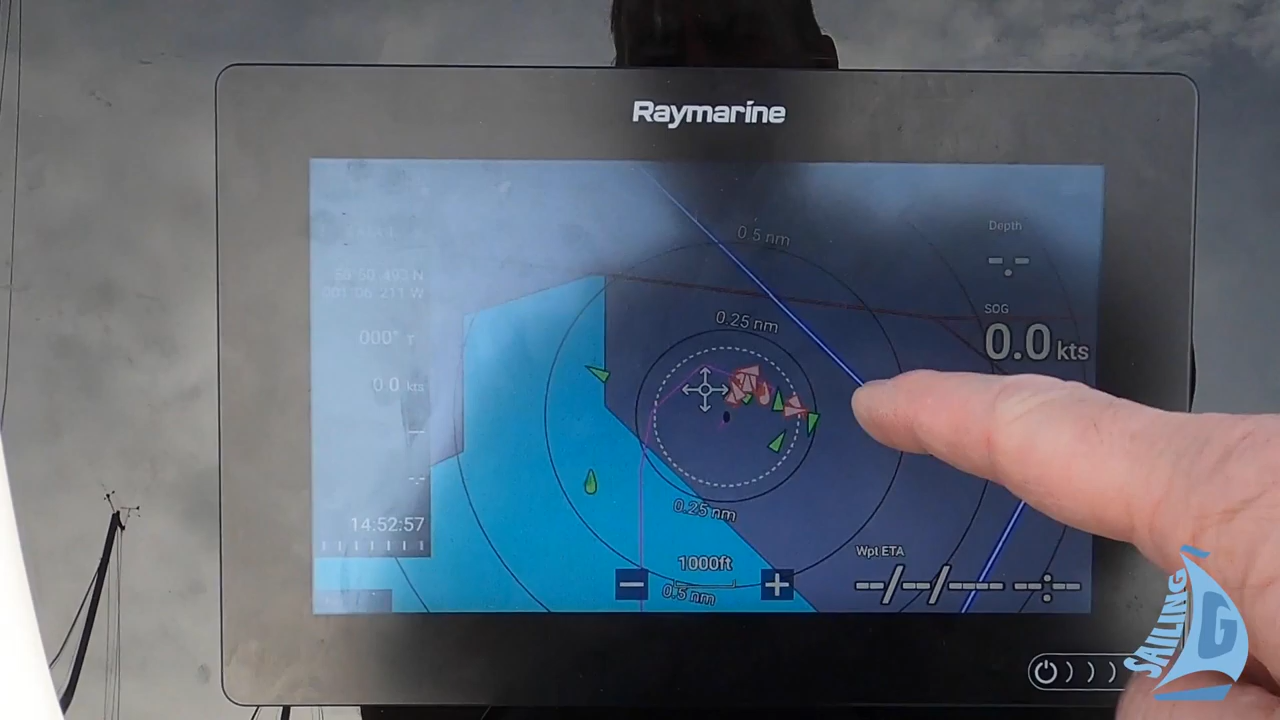 Raymarine
0.5 nm
Depth
--.--
SOG
0.0 kts
0.25 nm
000° T
0.0 kts
14:52:57
0.25 nm
1000ft
0.5 nm
Wpt ETA
--/--/---- --:--
SAILING
G